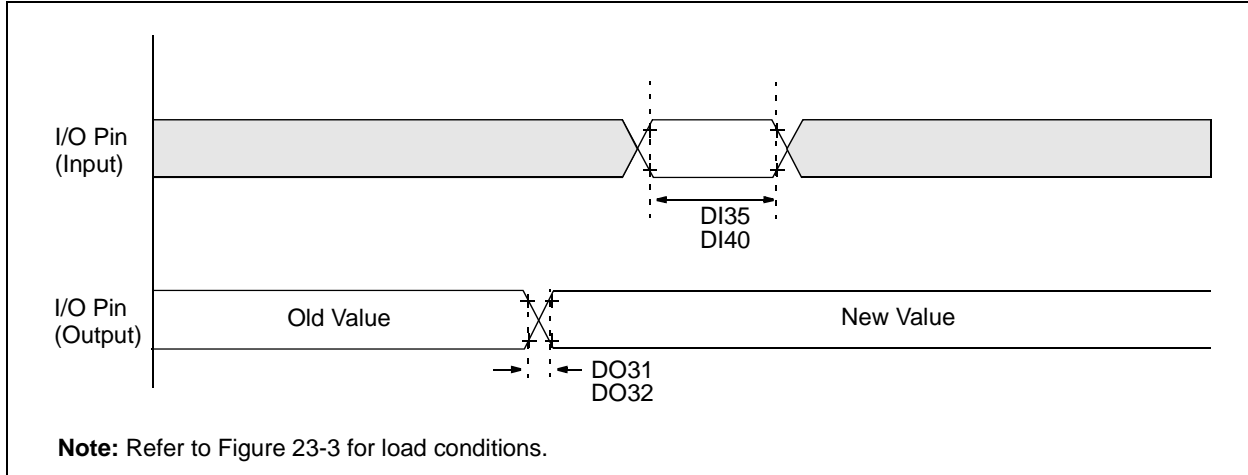 I/O Pin
(Input)
DI35
DI40
I/O Pin
(Output)
Old Value
New Value
DO31
DO32
Note: Refer to Figure 23-3 for load conditions.